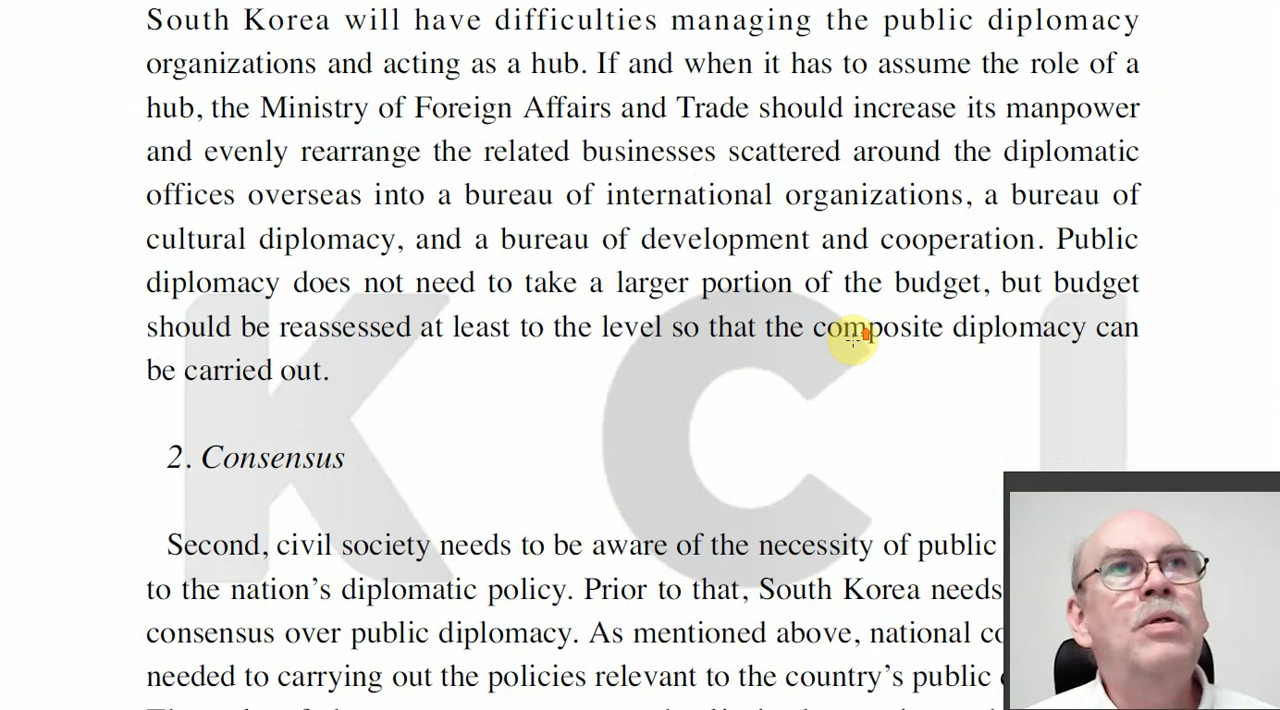 South Korea will have difficulties managing the public diplomacy
organizations and acting as a hub. If and when it has to assume the role of a
hub, the Ministry of Foreign Affairs and Trade should increase its manpower
and evenly rearrange the related businesses scattered around the diplomatic
offices overseas into a bureau of international organizations, a bureau of
cultural diplomacy, and a bureau of development and cooperation. Public
diplomacy does not need to take a larger portion of the budget, but budget
should be reassessed at least to the level so that the composite diplomacy can
be carried out.
KCI
2. Consensus
Second, civil society needs to be aware of the necessity of public
to the nation’s diplomatic policy. Prior to that, South Korea needs
consensus over public diplomacy. As mentioned above, national
needed to carrying out the policies relevant to the country’s public